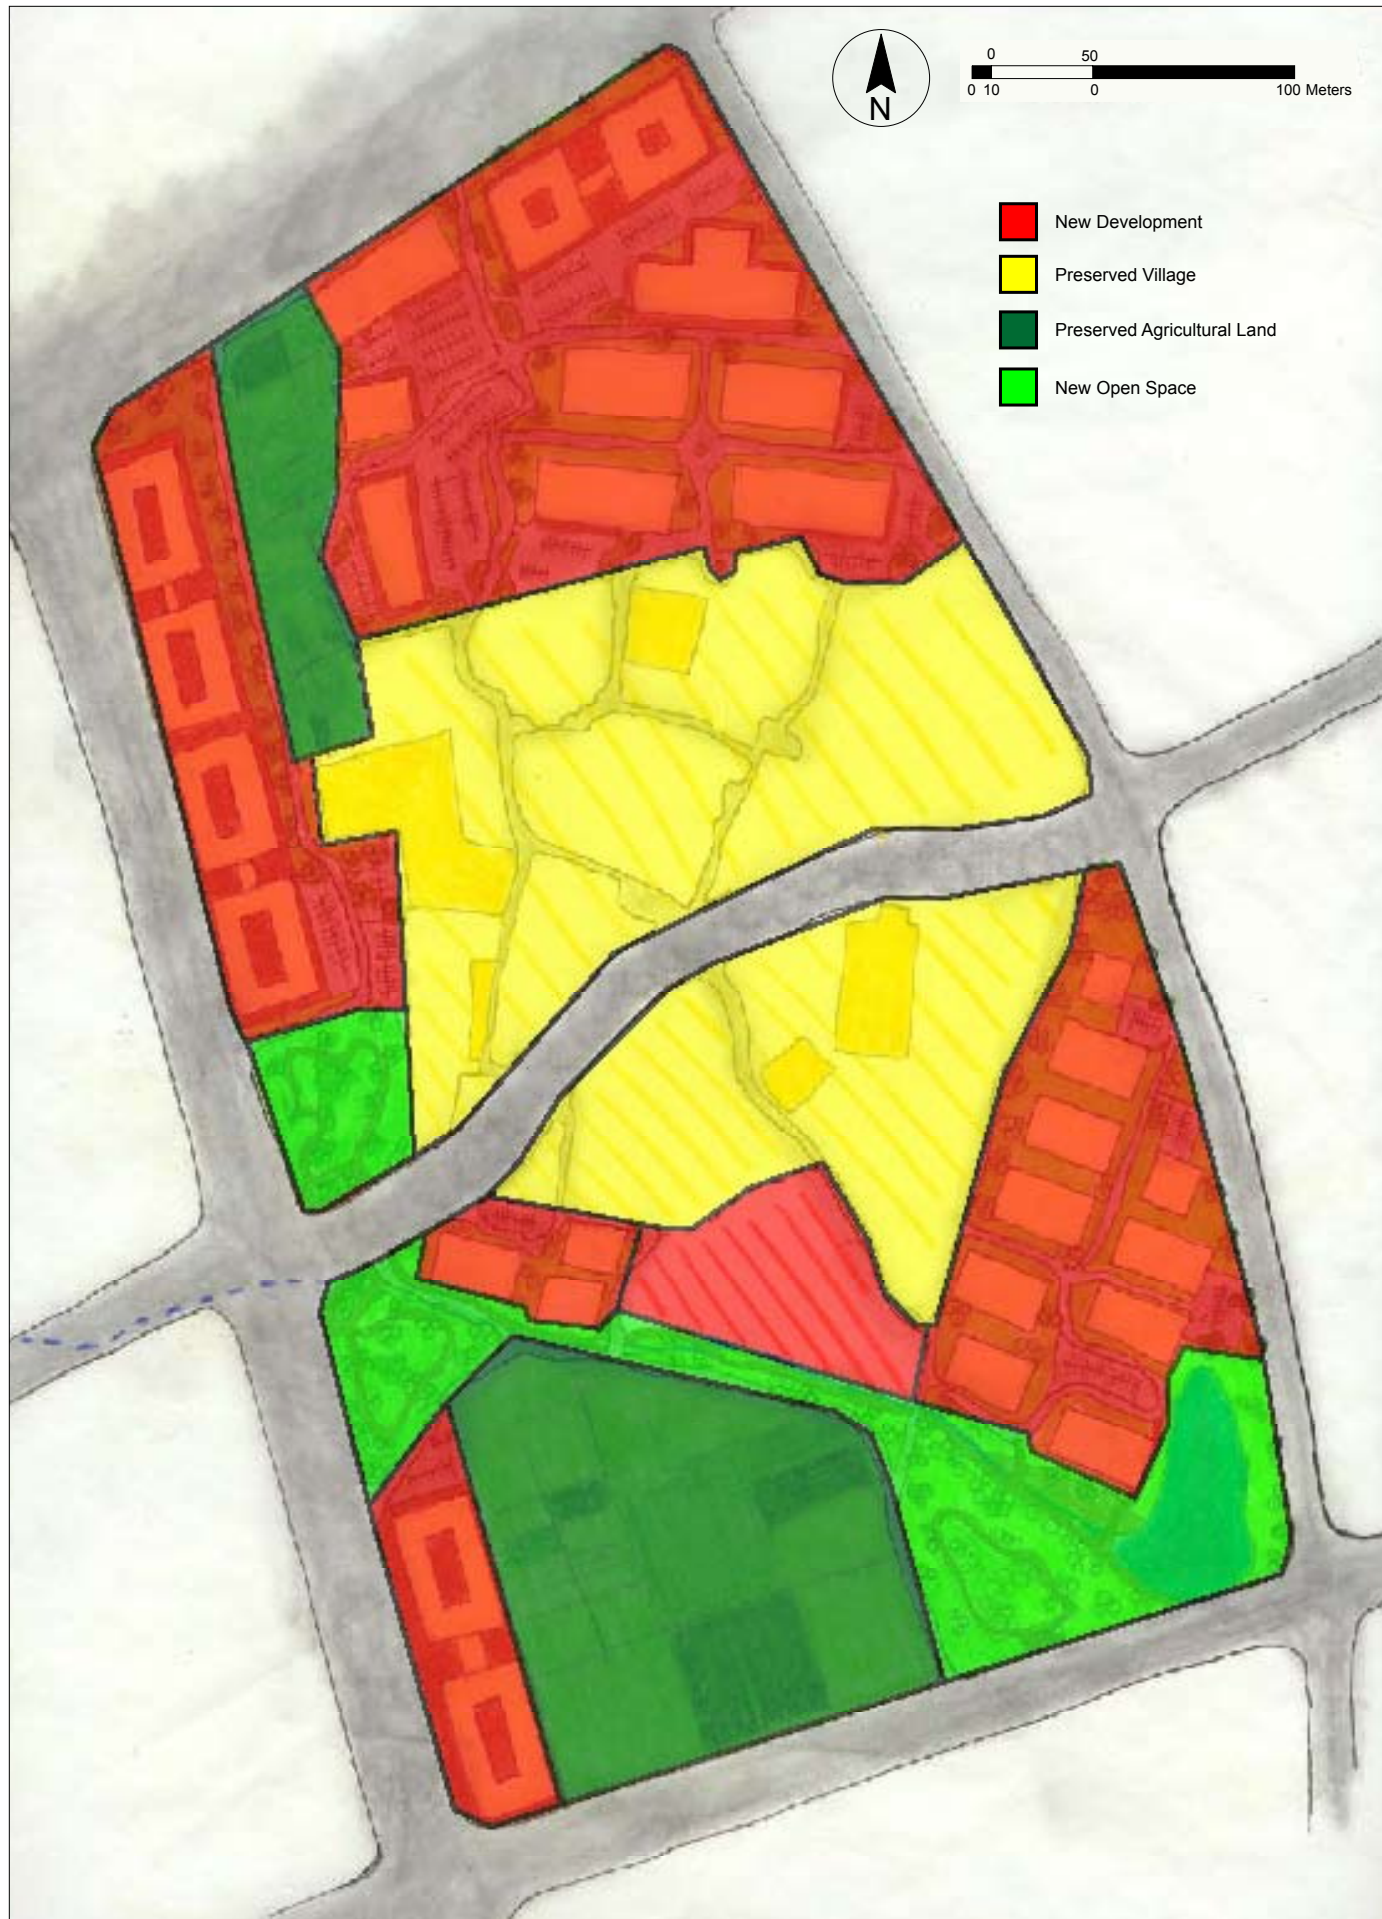 0 50
0 10 0 100 Meters
N
New Development
Preserved Village
Preserved Agricultural Land
New Open Space